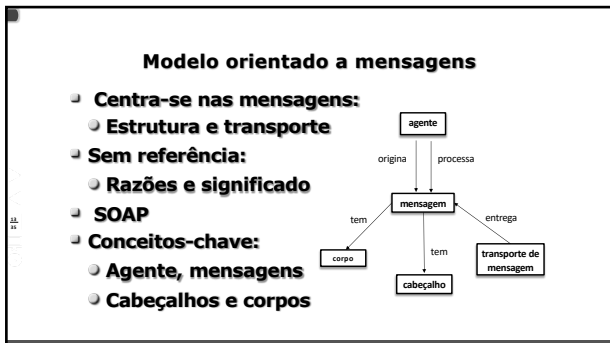 Modelo orientado a mensagens
Centra-se nas mensagens:
Estrutura e transporte
Sem referência:
Razões e significado
SOAP
Conceitos-chave:
Agente, mensagens
Cabeçalhos e corpos
agente
origina
processa
mensagem
tem
entrega
corpo
tem
transporte de
mensagem
cabeçalho